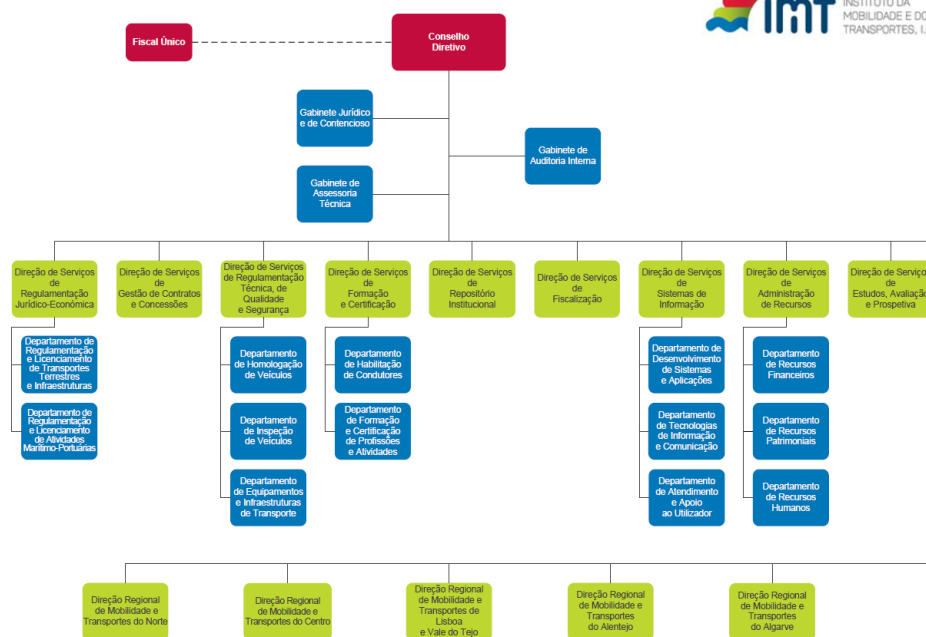 INSTITUTO DA
imt
MOBILIDADE E DO
TRANSPORTES, I.
Fiscal Único
Conselho
Diretivo
Gabinete Jurídico
e de Contencioso
Gabinete de
Auditoria Interna
Gabinete de
Assessoria
Técnica
Direção de Serviços
de
Regulamentação
Jurídico-Económica
Direção de Serviços
de
Gestão de Contratos
e Concessões
Direção de Serviços
de Regulamentação
Técnica, de
Qualidade
e Segurança
Direção de Serviços
de
Formação
e Certificação
Direção de Serviços
de
Repositório
Institucional
Direção de Serviços
de
Fiscalização
Direção de Serviços
de
Sistemas de
Informação
Direção de Serviços
de
Administração
de Recursos
Direção de Serviço
de
Estudos, Avaliação
e Prospetiva
Departamento de
Regulamentação
e Licenciamento
de Transportes
Terrestres
e Infraestruturas
Departamento
de Homologação
de Veículos
Departamento
de Habilitação
de Condutores
Departamento de
Desenvolvimento
de Sistemas
e Aplicações
Departamento
de Recursos
Financeiros
Departamento de
Regulamentação
e Licenciamento
de Atividades
Marítimo-Portuárias
Departamento
de Inspeção
de Veículos
Departamento
de Formação
e Certificação
de Profissões
e Atividades
Departamento
de Tecnologias
de Informação
e Comunicação
Departamento
de Recursos
Patrimoniais
Departamento
de Equipamentos
e Infraestruturas
de Transporte
Departamento
de Atendimento
e Apoio
ao Utilizador
Departamento
de Recursos
Humanos
Direção Regional
de Mobilidade e
Transportes do Norte
Direção Regional
de Mobilidade e
Transportes do Centro
Direção Regional
de Mobilidade e
Transportes de
Lisboa
e Vale do Tejo
Direção Regional
de Mobilidade e
Transportes
do Alentejo
Direção Regional
de Mobilidade e
Transportes
do Algarve